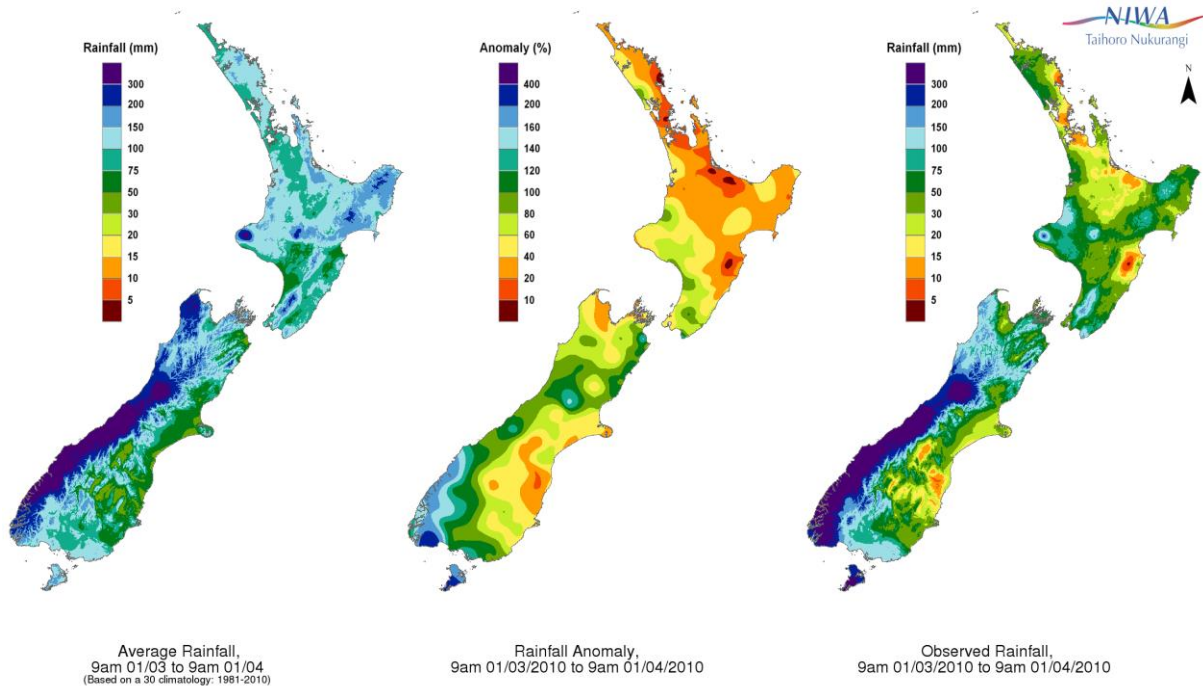 NIWA
Taihoro Nukurangi
N
Rainfall (mm)
300
200
150
100
75
50
30
20
15
10
5
Anomaly (%)
400
200
160
140
120
100
80
60
40
20
10
Rainfall (mm)
300
200
150
100
75
50
30
20
15
10
5
Average Rainfall,
9am 01/03 to 9am 01/04
(Based on a 30 climatology: 1981-2010)
Rainfall Anomaly,
9am 01/03/2010 to 9am 01/04/2010
Observed Rainfall,
9am 01/03/2010 to 9am 01/04/2010